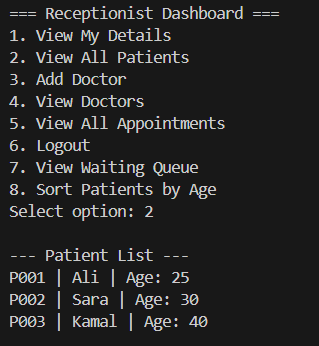 === Receptionist Dashboard ===
1. View My Details
2. View All Patients
3. Add Doctor
4. View Doctors
5. View All Appointments
6. Logout
7. View Waiting Queue
8. Sort Patients by Age
Select option: 2

--- Patient List ---
P001 | Ali | Age: 25
P002 | Sara | Age: 30
P003 | Kamal | Age: 40